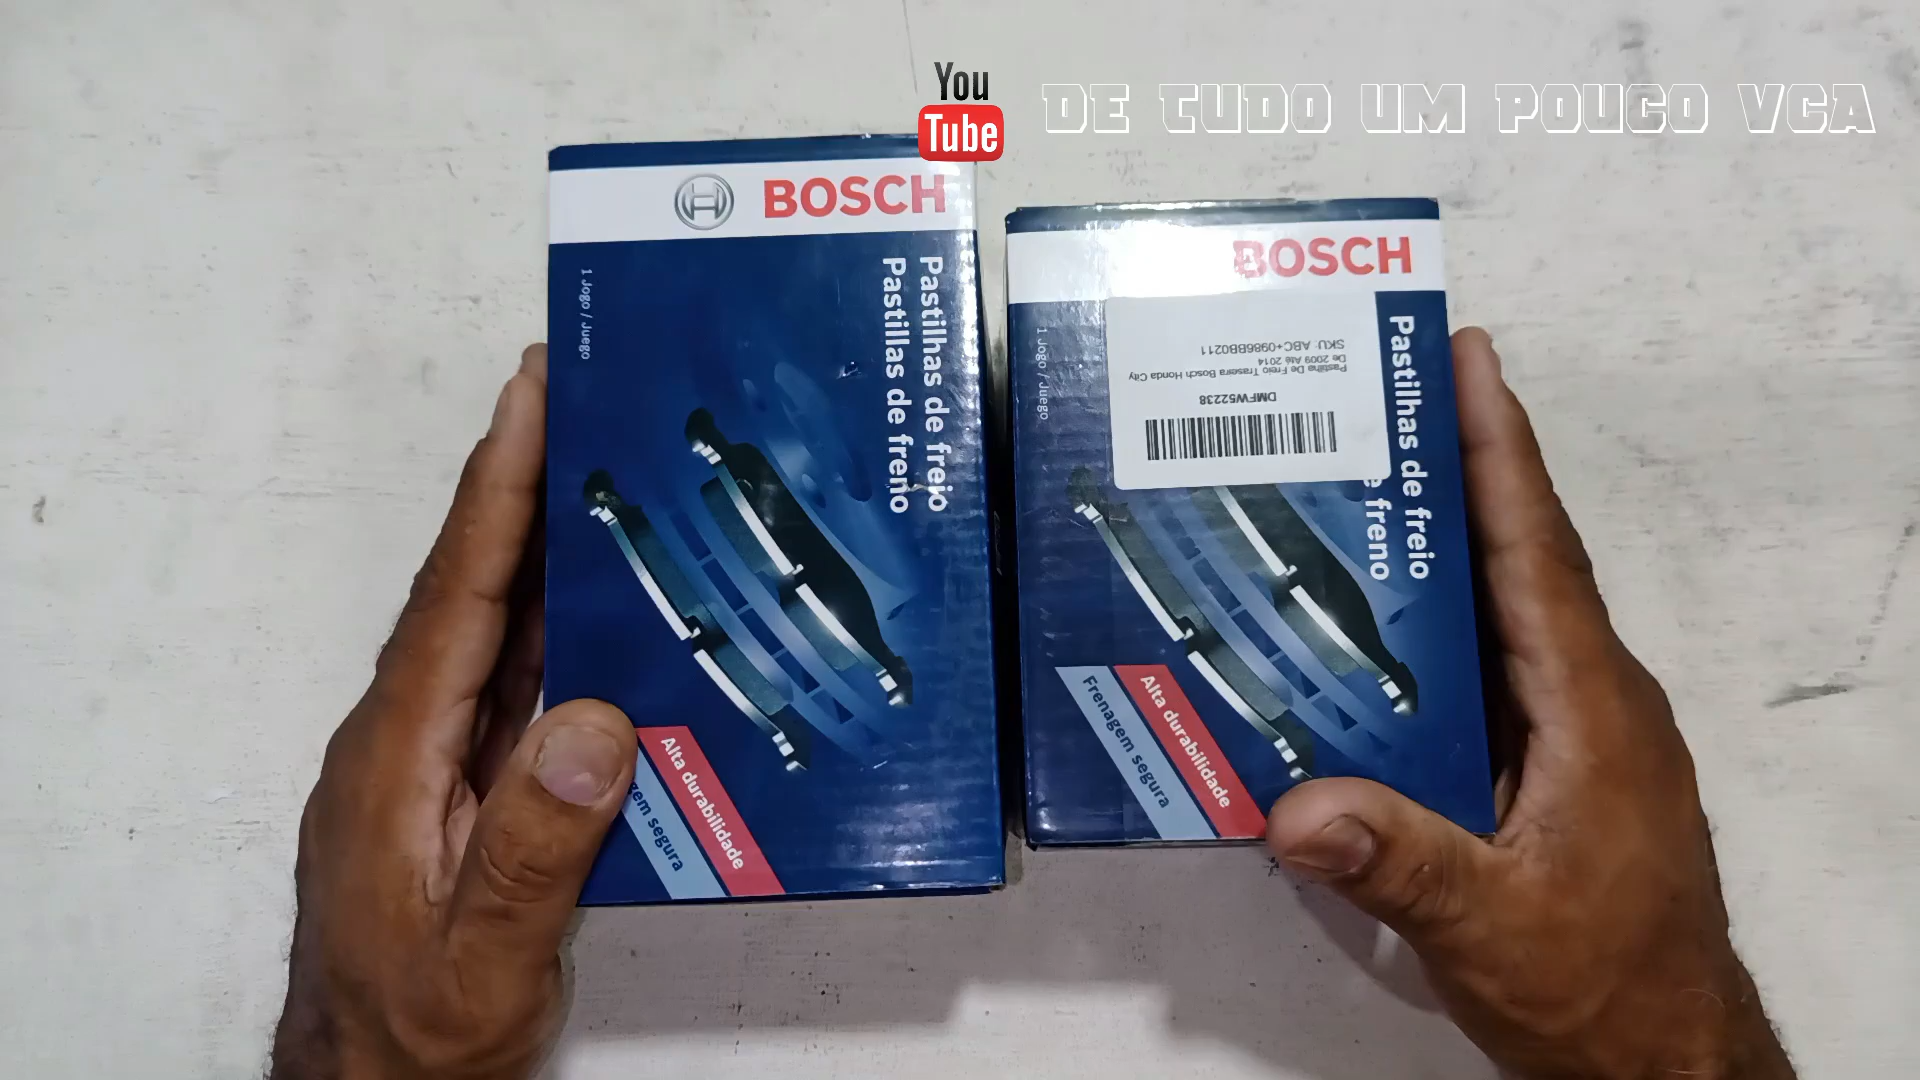 You
Tube
DE TUDO UM POUCO VCA
BOSCH
Pastilhas de freio
Pastillas de freno
1 Jogo / Juego
Alta durabilidade
gem segura
BOSCH
Pastilhas de freio
e freno
1 Jogo / Juego
DMFW52238
Pastilha De Freio Traseira Bosch Honda City
De 2009 Até 2014
SKU: ABC+0986BB0211
Alta durabilidade
Frenagem segura